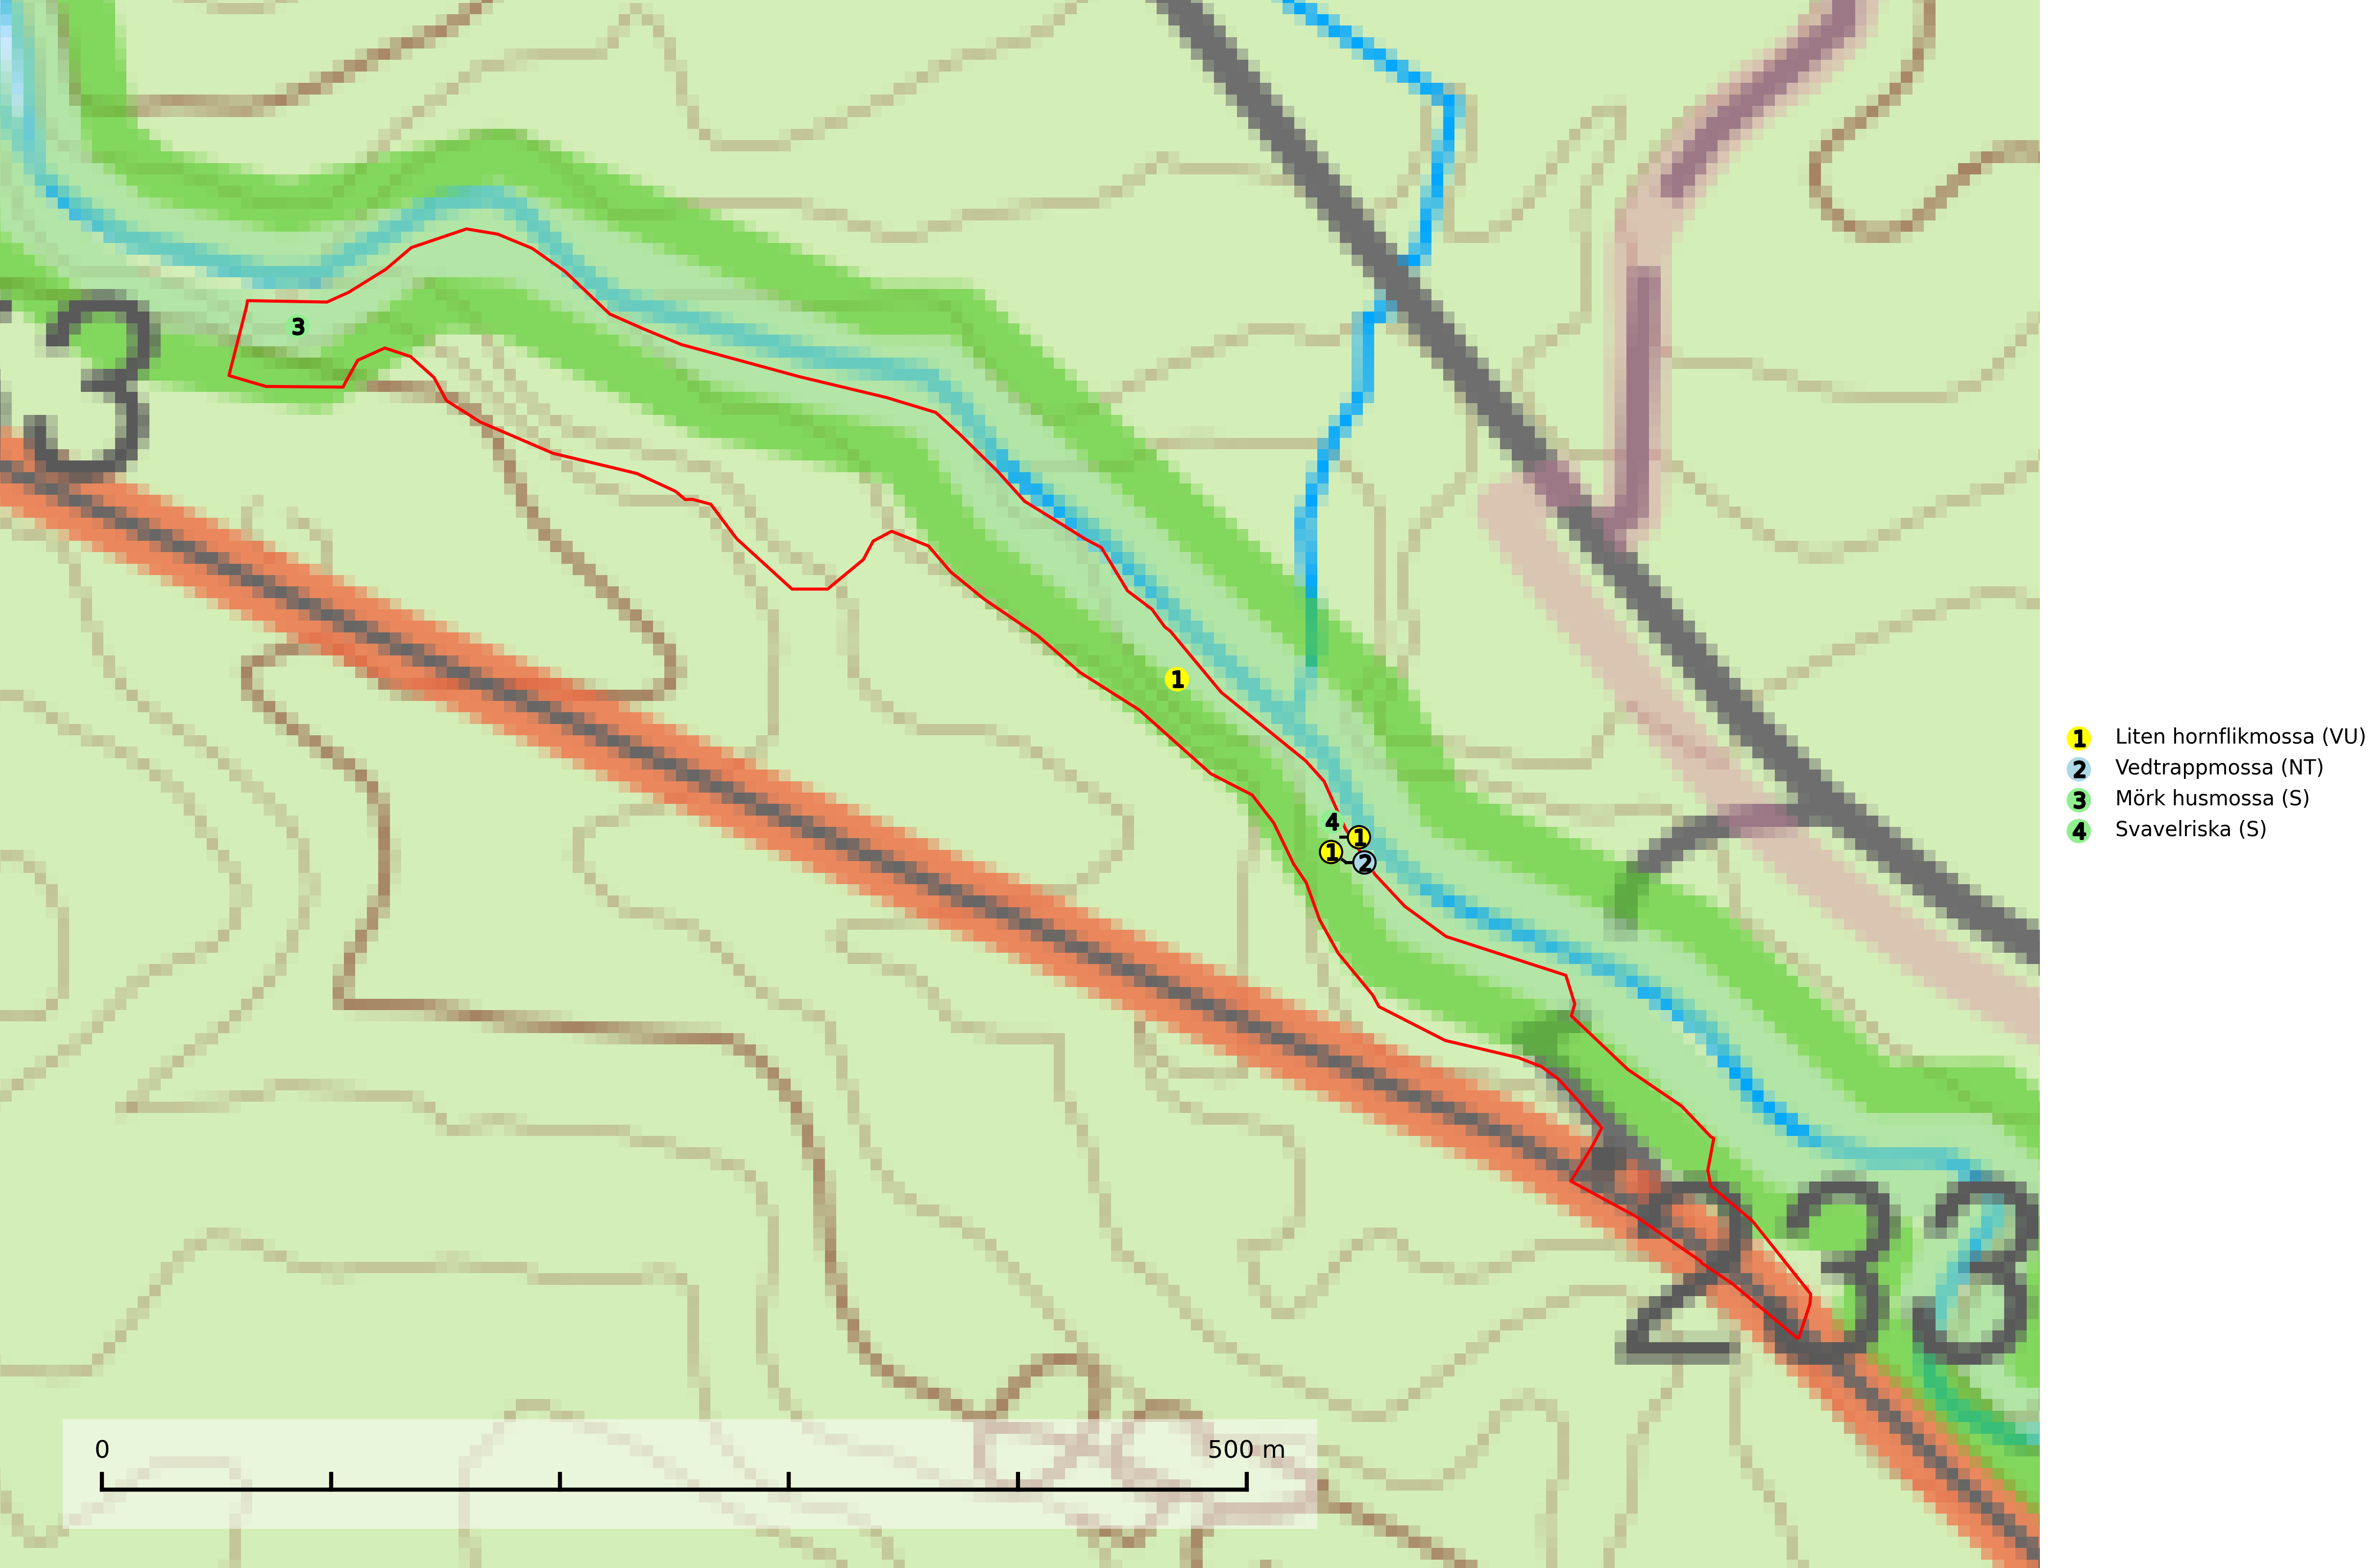 3
3
1
4
1
1
2
233
0 500 m
1 Liten hornflikmossa (VU)
2 Vedtrappmossa (NT)
3 Mörk husmossa (S)
4 Svavelriska (S)